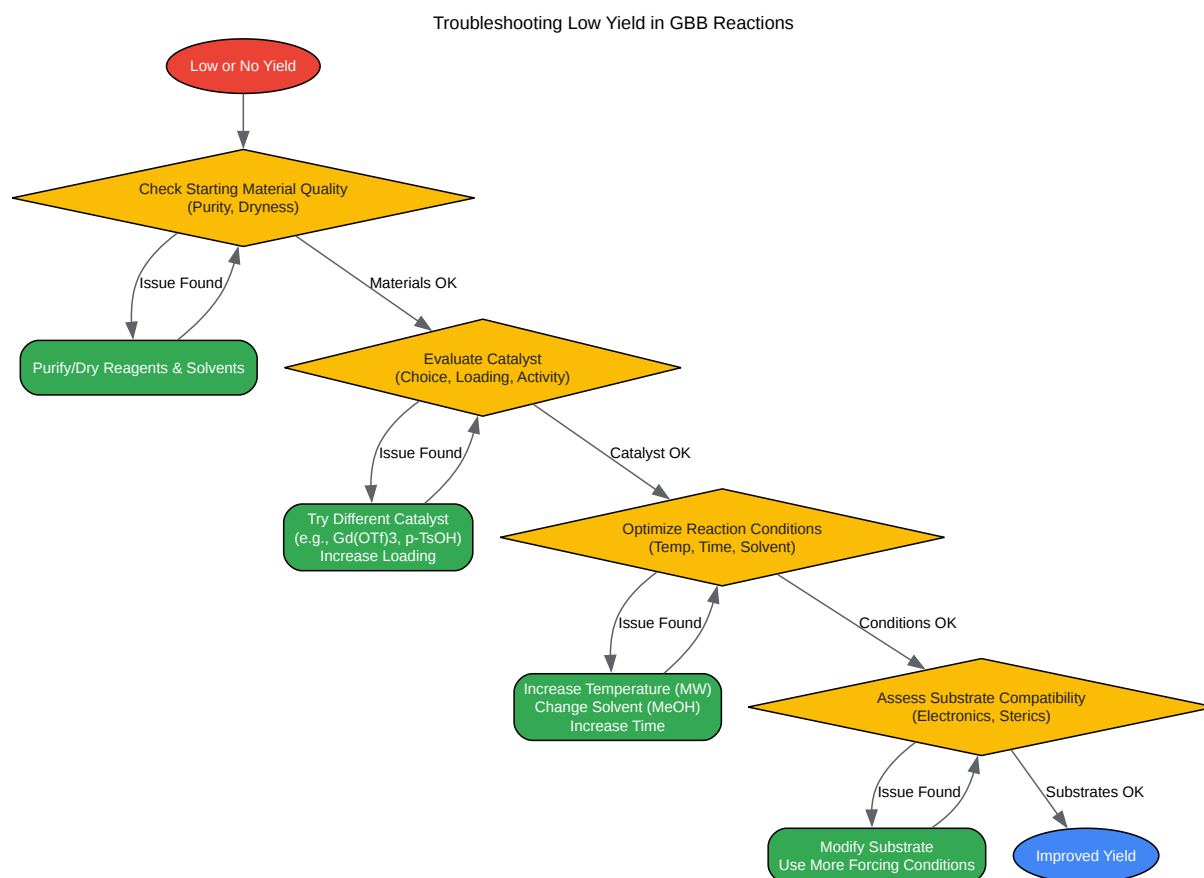 Troubleshooting Low Yield in GBB Reactions
Low or No Yield
Check Starting Material Quality
(Purity, Dryness)
Issue Found
Materials OK
Purify/Dry Reagents & Solvents
Evaluate Catalyst
(Choice, Loading, Activity)
Issue Found
Catalyst OK
Try Different Catalyst
(e.g., Gd(OTf)3, p-TsOH)
Increase Loading
Optimize Reaction Conditions
(Temp, Time, Solvent)
Issue Found
Conditions OK
Increase Temperature (MW)
Change Solvent (MeOH)
Increase Time
Assess Substrate Compatibility
(Electronics, Sterics)
Issue Found
Substrates OK
Modify Substrate
Use More Forcing Conditions
Improved Yield